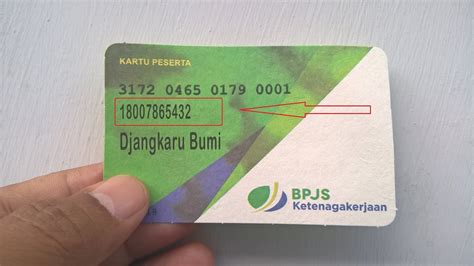 KARTU PESERTA
3172 0465 0179 0001
18007865432
Djangkaru Bumi
BPJS
Ketenagakerjaan